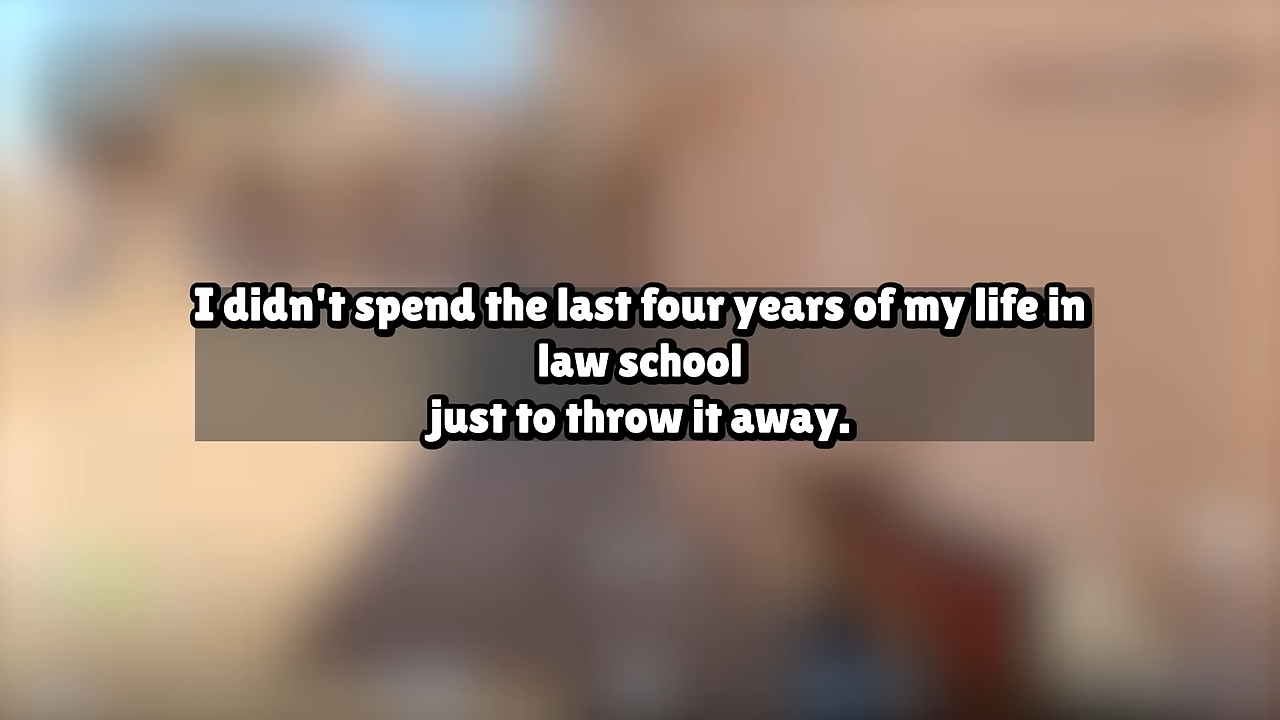 I didn't spend the last four years of my life in
law school
just to throw it away.